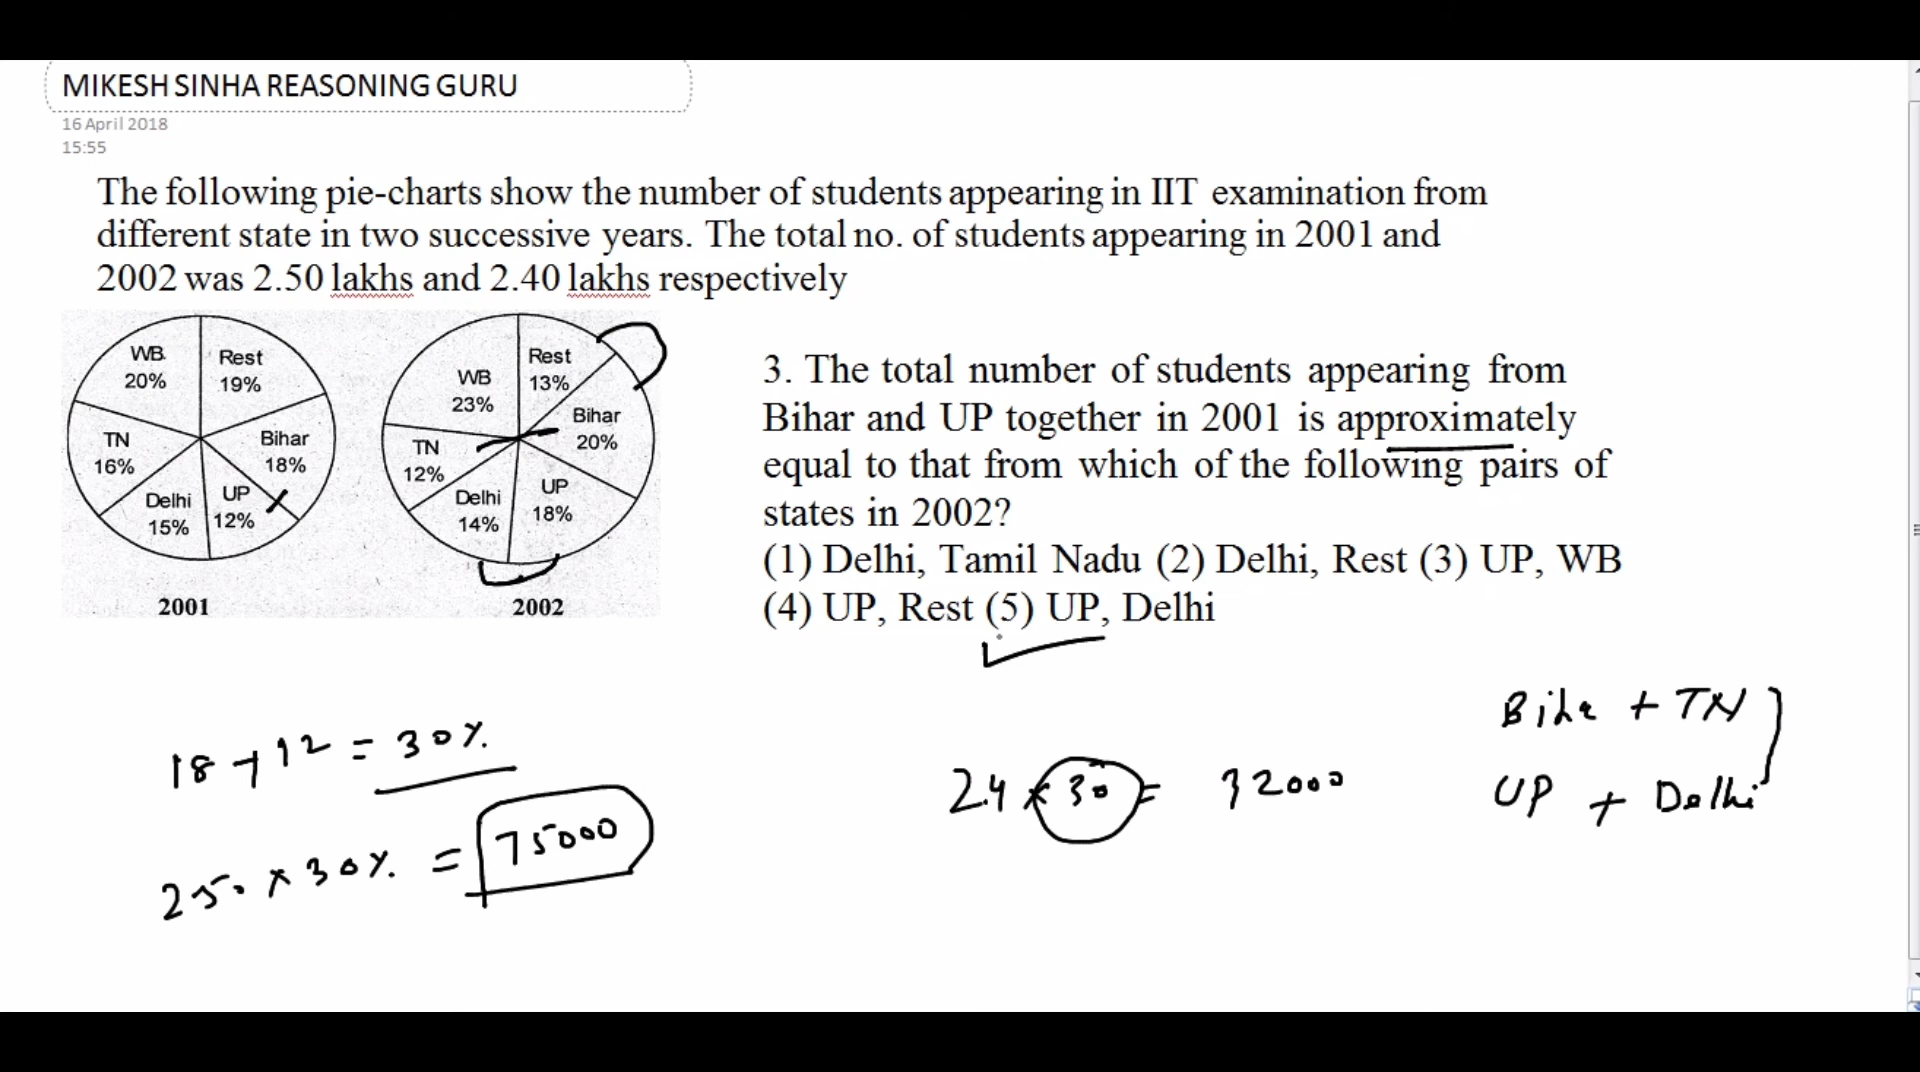 MIKESH SINHA REASONING GURU
16 April 2018
15:55
The following pie-charts show the number of students appearing in IIT examination from
different state in two successive years. The total no. of students appearing in 2001 and
2002 was 2.50 lakhs and 2.40 lakhs respectively
WB
20%
Rest
19%
TN
16%
Bihar
18%
Delhi
15%
UP
12%
2001
WB
23%
Rest
13%
Bihar
20%
TN
12%
Delhi
14%
UP
18%
2002
3. The total number of students appearing from
Bihar and UP together in 2001 is approximately
equal to that from which of the following pairs of
states in 2002?
(1) Delhi, Tamil Nadu (2) Delhi, Rest (3) UP, WB
(4) UP, Rest (5) UP, Delhi
18+12 = 30%
250 x 30% = 75000
2.4 x 30 = 32000
+ TN
UP + Delhi